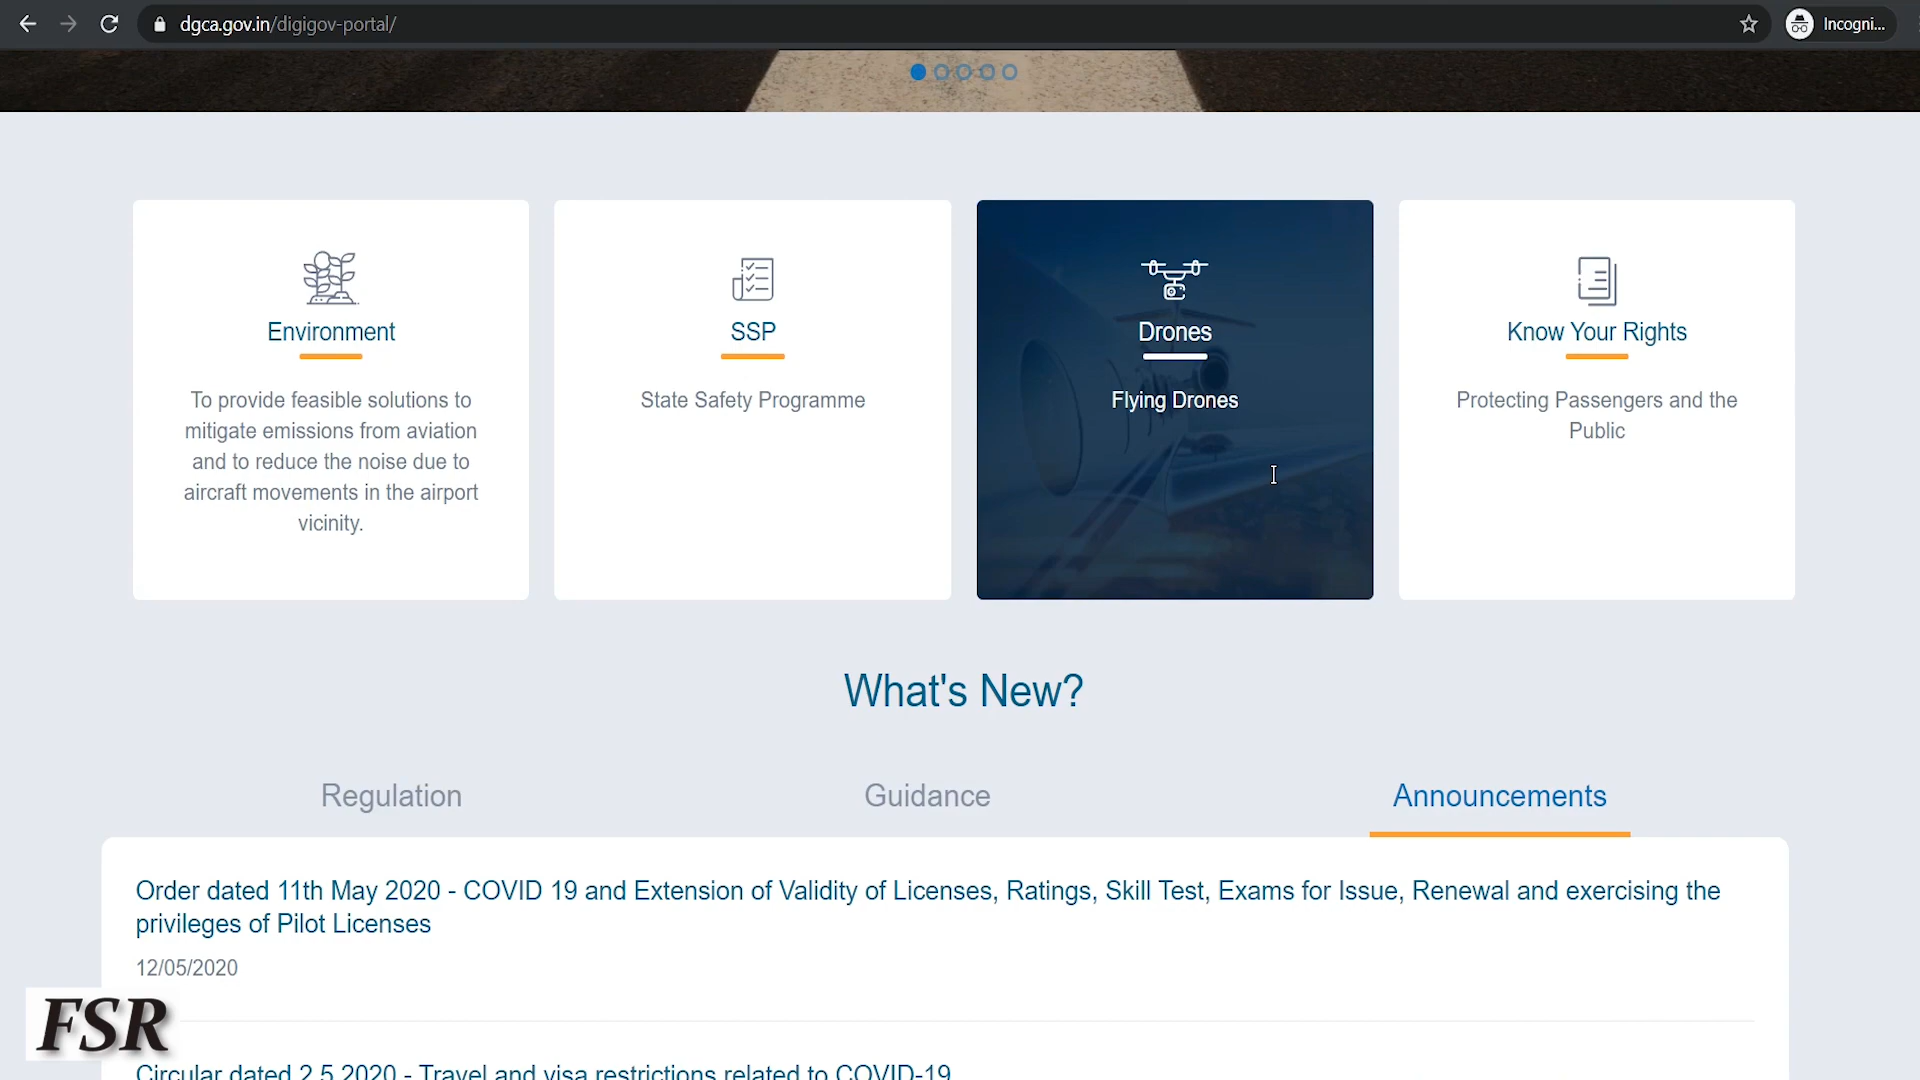 dgca.gov.in/digigov-portal/
Incogni...
Environment
To provide feasible solutions to
mitigate emissions from aviation
and to reduce the noise due to
aircraft movements in the airport
vicinity.
SSP
State Safety Programme
Drones
Flying Drones
Know Your Rights
Protecting Passengers and the
Public
What's New?
Regulation
Guidance
Announcements
Order dated 11th May 2020 - COVID 19 and Extension of Validity of Licenses, Ratings, Skill Test, Exams for Issue, Renewal and exercising the
privileges of Pilot Licenses
12/05/2020
FSR
Circular dated 2.5.2020 - Travel and visa restrictions related to COVID-19